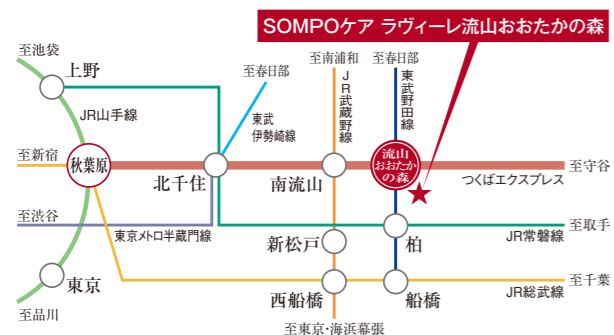 SOMPOケア ラヴィーレ流山おおたかの森
至池袋
上野
至春日部
至南浦和
至春日部
JR山手線
東武
伊勢崎線
JR武蔵野線
東武野田線
至新宿
秋葉原
北千住
南流山
流山
おおたか
の森
至守谷
つくばエクスプレス
至渋谷
東京メトロ半蔵門線
新松戸
柏
至取手
JR常磐線
東京
西船橋
船橋
至千葉
JR総武線
至品川
至東京・海浜幕張